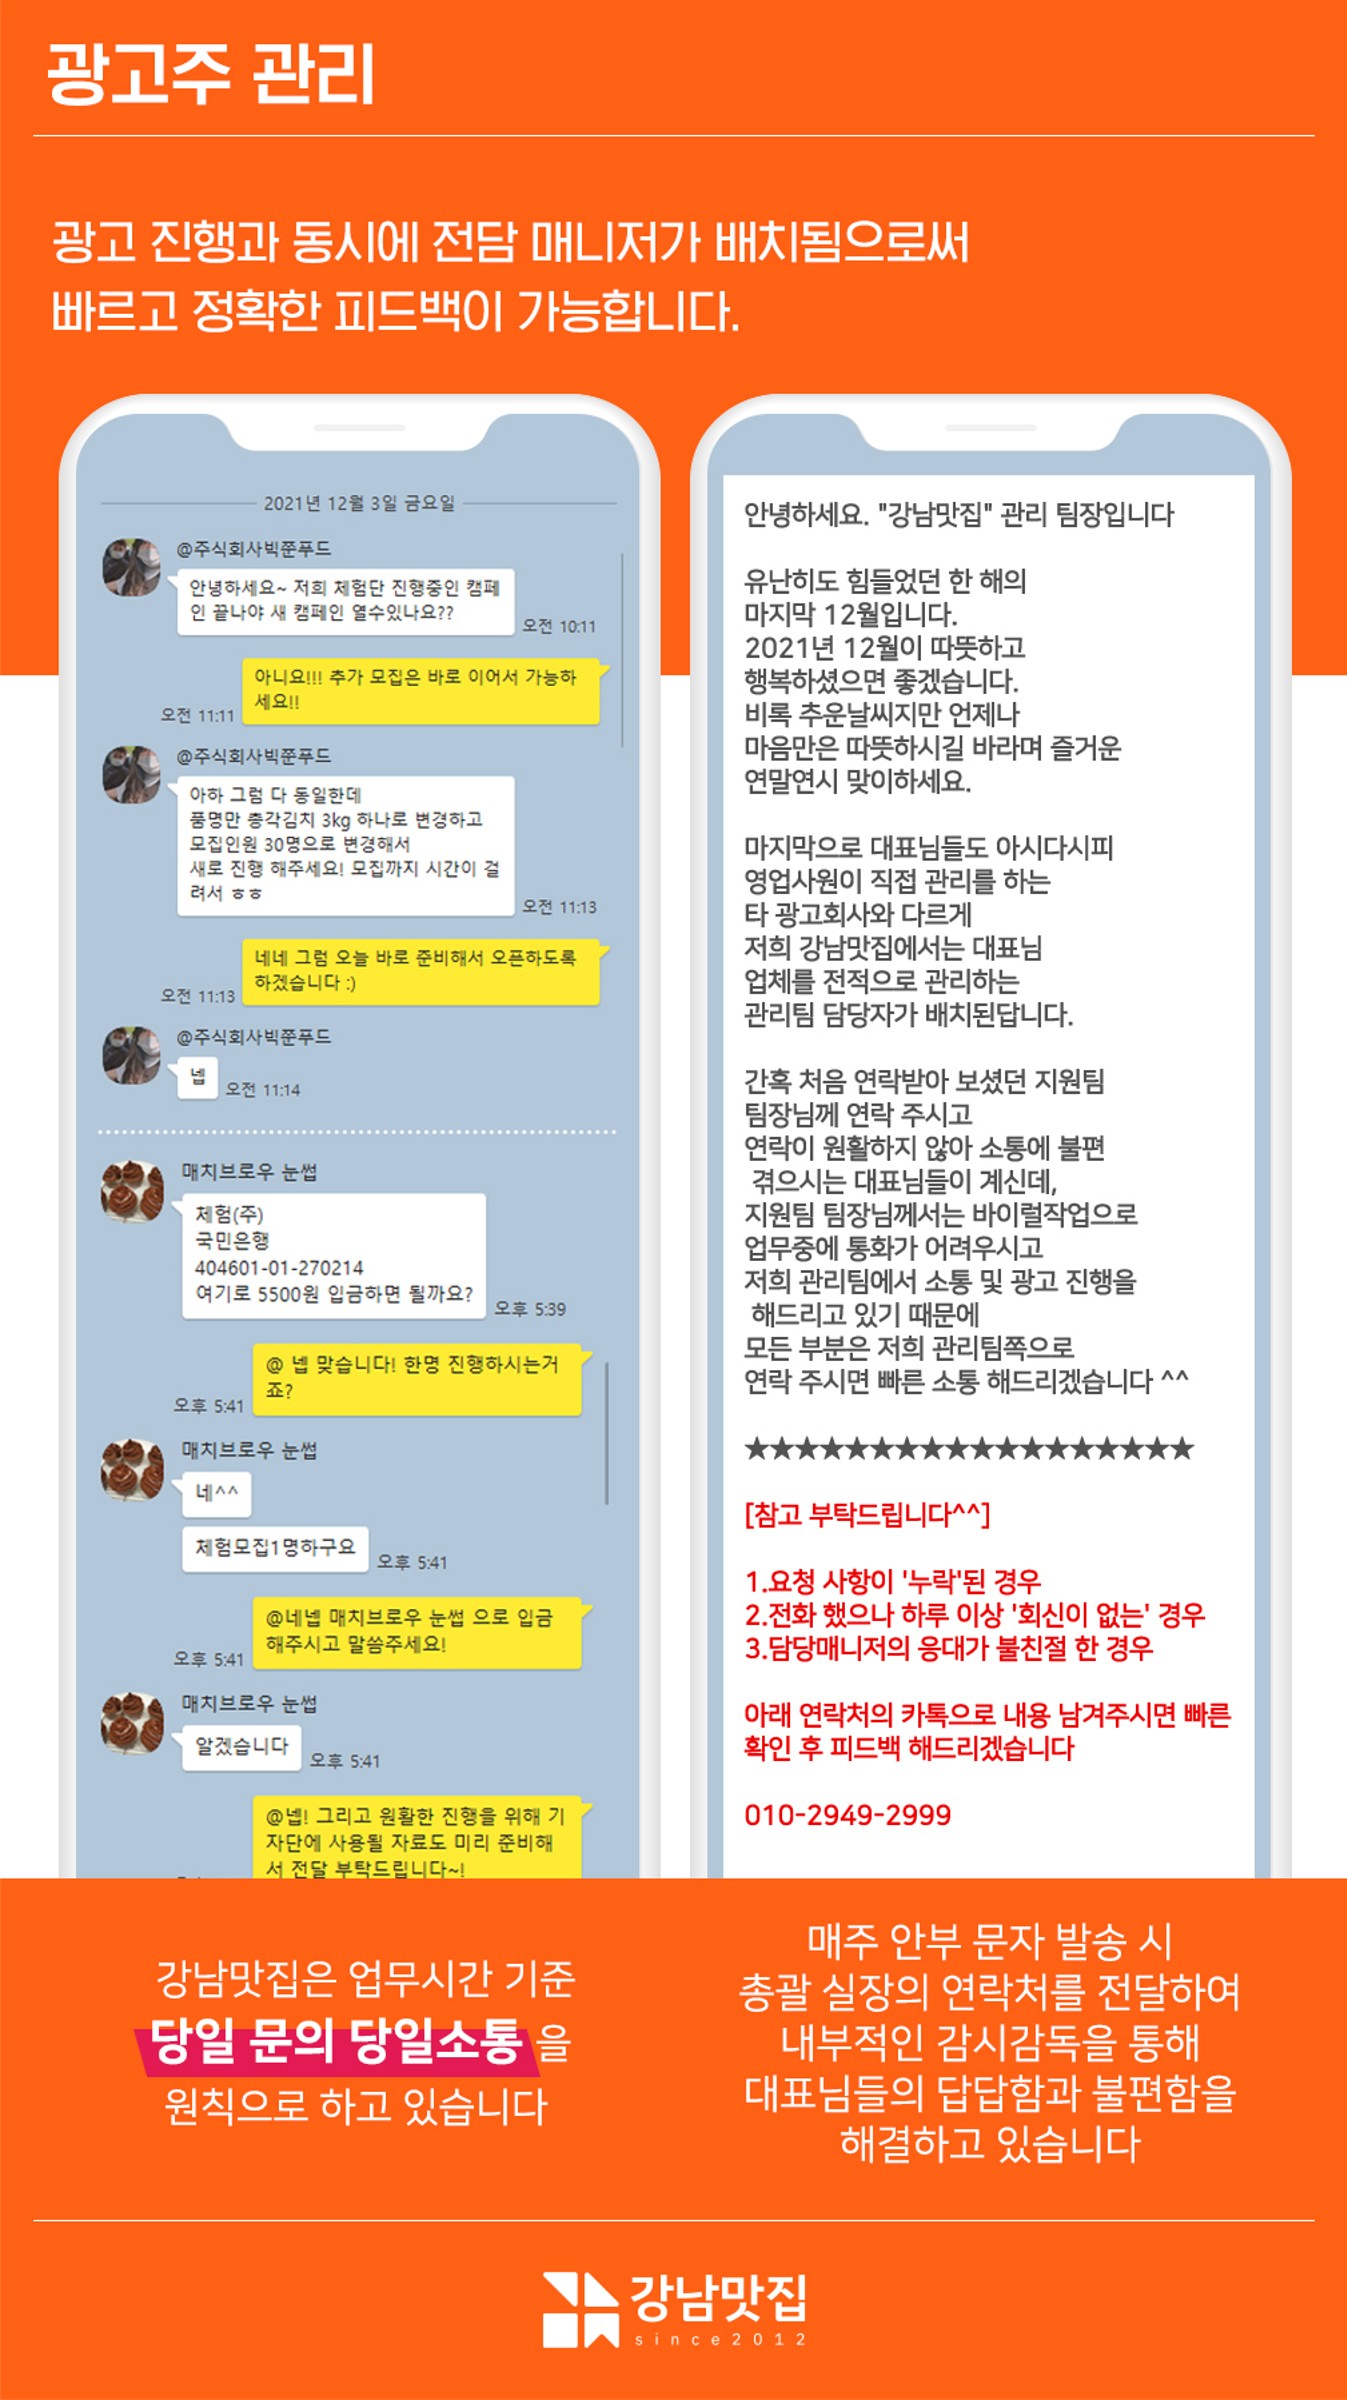 광고주 관리
광고 진행과 동시에 전담 매니저가 배치됨으로써
빠르고 정확한 피드백이 가능합니다.
2021년 12월 3일 금요일
@주식회사빅쭌푸드
안녕하세요~ 저희 체험단 진행중인 캠페
인 끝나야 새 캠페인 열수있나요??
오전 10:11
아니요!!! 추가 모집은 바로 이어서 가능하
세요!!
오전 11:11
@주식회사빅쭌푸드
아하 그럼 다 동일한데
품명만 총각김치 3kg 하나로 변경하고
모집인원 30명으로 변경해서
새로 진행 해주세요! 모집까지 시간이 걸
려서 ㅎㅎ
오전 11:13
네네 그럼 오늘 바로 준비해서 오픈하도록
하겠습니다 :)
오전 11:13
@주식회사빅쭌푸드
넵
오전 11:14
매치브로우 눈썹
체험(주)
국민은행
404601-01-270214
여기로 5500원 입금하면 될까요?
오후 5:39
@ 넵 맞습니다! 한명 진행하시는거
죠?
오후 5:41
매치브로우 눈썹
네^^
체험모집1명하구요
오후 5:41
@네넵 매치브로우 눈썹 으로 입금
해주시고 말씀주세요!
오후 5:41
매치브로우 눈썹
알겠습니다
오후 5:41
@넵! 그리고 원활한 진행을 위해 기
자단에 사용될 자료도 미리 준비해
서 전달 부탁드립니다~!
안녕하세요. "강남맛집" 관리 팀장입니다
유난히도 힘들었던 한 해의
마지막 12월입니다.
2021년 12월이 따뜻하고
행복하셨으면 좋겠습니다.
비록 추운날씨지만 언제나
마음만은 따뜻하시길 바라며 즐거운
연말연시 맞이하세요.
마지막으로 대표님들도 아시다시피
영업사원이 직접 관리를 하는
타 광고회사와 다르게
저희 강남맛집에서는 대표님
업체를 전적으로 관리하는
관리팀 담당자가 배치된답니다.
간혹 처음 연락받아 보셨던 지원팀
팀장님께 연락 주시고
연락이 원활하지 않아 소통에 불편
겪으시는 대표님들이 계신데,
지원팀 팀장님께서는 바이럴작업으로
업무중에 통화가 어려우시고
저희 관리팀에서 소통 및 광고 진행을
해드리고 있기 때문에
모든 부분은 저희 관리팀쪽으로
연락 주시면 빠른 소통 해드리겠습니다 ^^
★★★★★★★★★★★★★★★★★★
[참고 부탁드립니다^^]
1.요청 사항이 '누락'된 경우
2.전화 했으나 하루 이상 '회신이 없는' 경우
3.담당매니저의 응대가 불친절 한 경우
아래 연락처의 카톡으로 내용 남겨주시면 빠른
확인 후 피드백 해드리겠습니다
010-2949-2999
강남맛집은 업무시간 기준
당일 문의 당일소통 을
원칙으로 하고 있습니다
매주 안부 문자 발송 시
총괄 실장의 연락처를 전달하여
내부적인 감시감독을 통해
대표님들의 답답함과 불편함을
해결하고 있습니다
강남맛집
since2012